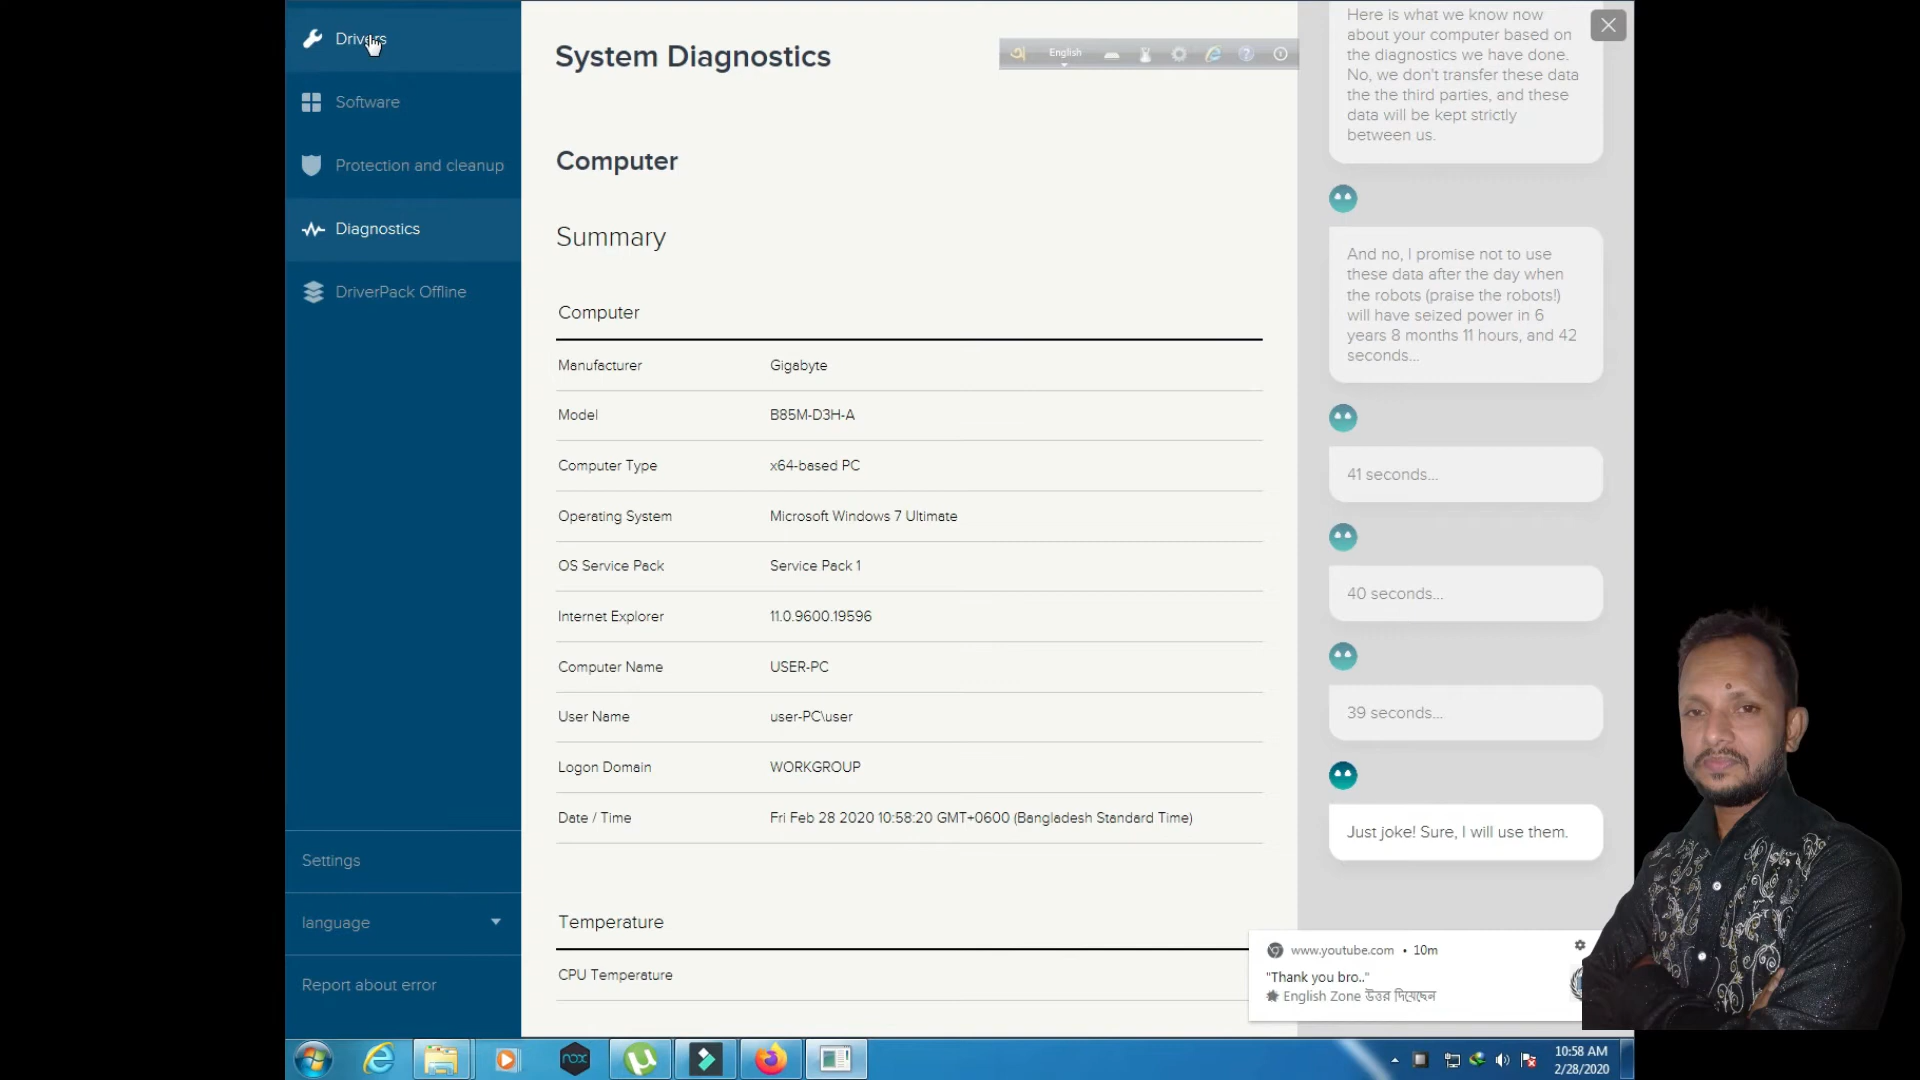 Drivers
Software
Protection and cleanup
Diagnostics
DriverPack Offline
Settings
language
Report about error
System Diagnostics
English
Computer
Summary
Computer
Manufacturer Gigabyte
Model B85M-D3H-A
Computer Type x64-based PC
Operating System Microsoft Windows 7 Ultimate
OS Service Pack Service Pack 1
Internet Explorer 11.0.9600.19596
Computer Name USER-PC
User Name user-PC\user
Logon Domain WORKGROUP
Date / Time Fri Feb 28 2020 10:58:20 GMT+0600 (Bangladesh Standard Time)
Temperature
CPU Temperature
Here is what we know now
about your computer based on
the diagnostics we have done.
No, we don't transfer these data
the the third parties, and these
data will be kept strictly
between us.
And no, I promise not to use
these data after the day when
the robots (praise the robots!)
will have seized power in 6
years 8 months 11 hours, and 42
seconds...
41 seconds...
40 seconds...
39 seconds...
Just joke! Sure, I will use them.
www.youtube.com • 10m
"Thank you bro.."
English Zone উত্তর দিয়েছেন
nox
10:58 AM
2/28/2020